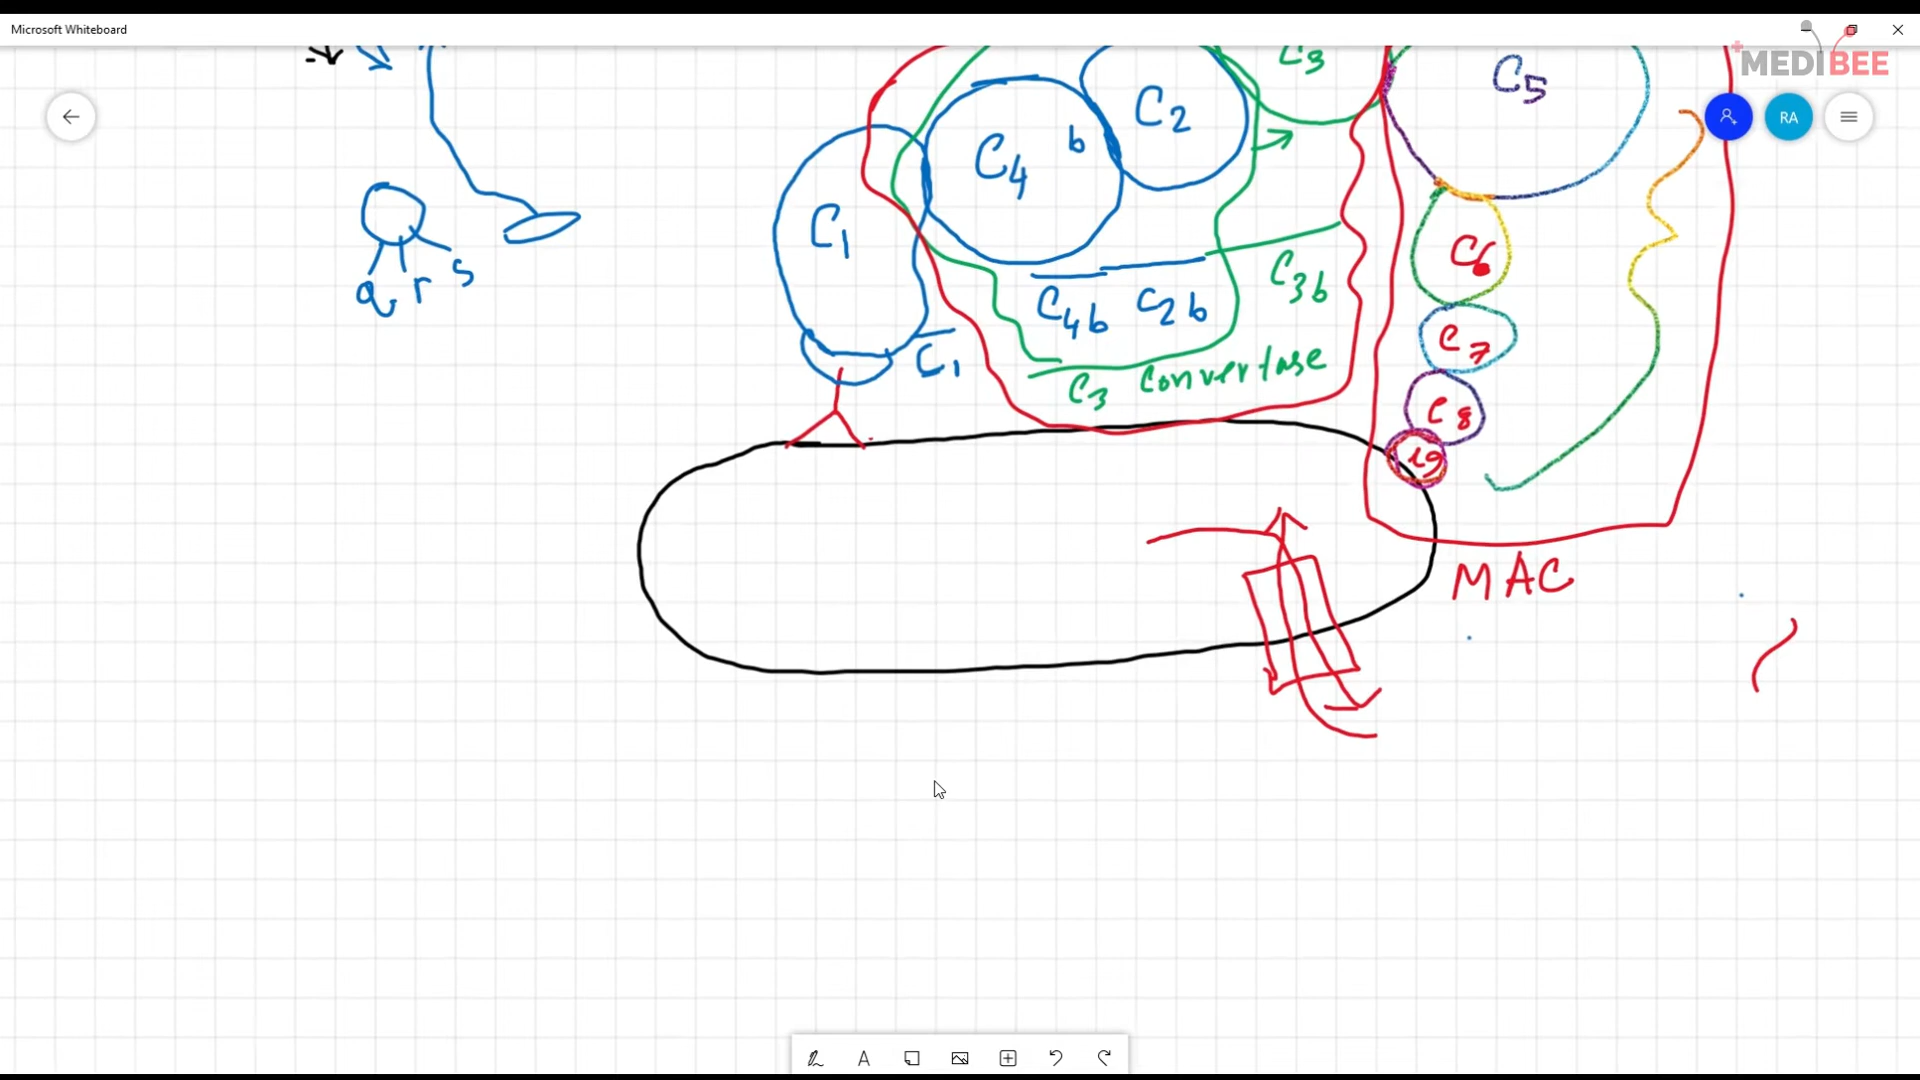 Microsoft Whiteboard
MEDIBEE
RA
C3
C5
C2
b
C4
C1
q r s
C6
C3b
C4b C2b
C7
C1
C3 Convertase
C8
C9
MAC
A